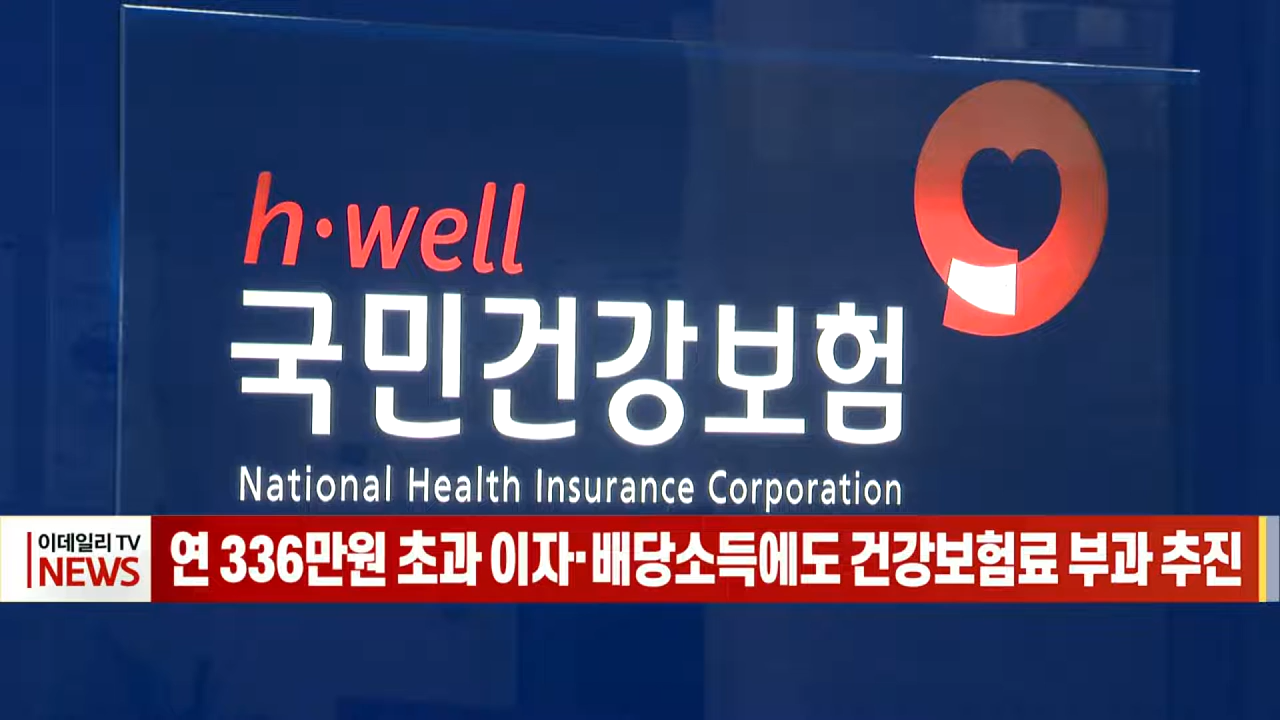 h·well
국민건강보험
National Health Insurance Corporation
이데일리 TV
NEWS
연 336만원 초과 이자·배당소득에도 건강보험료 부과 추진